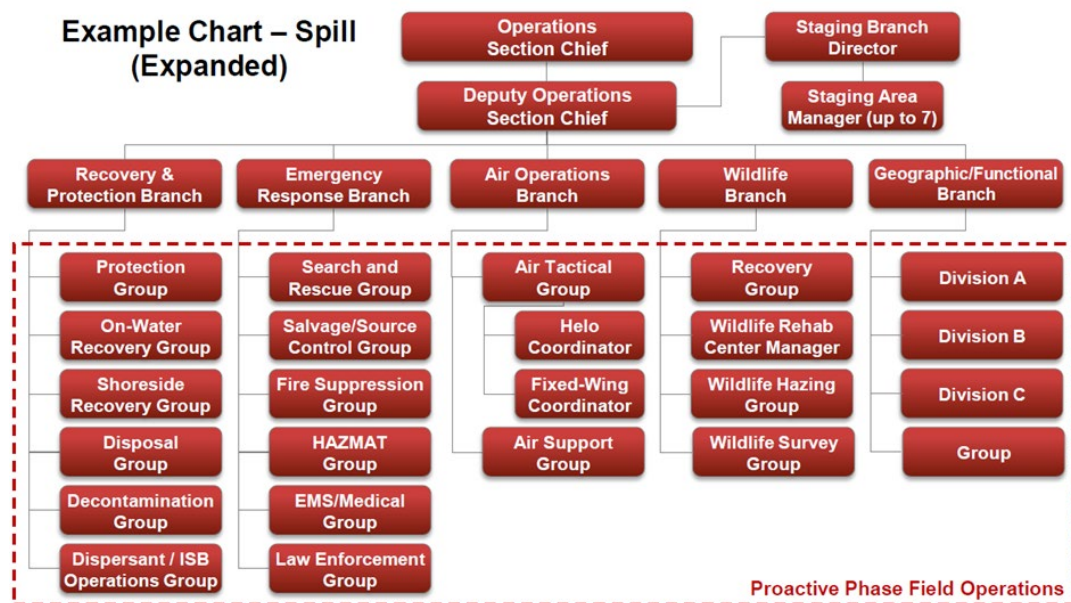 Example Chart – Spill
(Expanded)
Operations
Section Chief
Staging Branch
Director
Deputy Operations
Section Chief
Staging Area
Manager (up to 7)
Recovery &
Protection Branch
Emergency
Response Branch
Air Operations
Branch
Wildlife
Branch
Geographic/Functional
Branch
Protection
Group
On-Water
Recovery Group
Shoreside
Recovery Group
Disposal
Group
Decontamination
Group
Dispersant / ISB
Operations Group
Search and
Rescue Group
Salvage/Source
Control Group
Fire Suppression
Group
HAZMAT
Group
EMS/Medical
Group
Law Enforcement
Group
Air Tactical
Group
Helo
Coordinator
Fixed-Wing
Coordinator
Air Support
Group
Recovery
Group
Wildlife Rehab
Center Manager
Wildlife Hazing
Group
Wildlife Survey
Group
Division A
Division B
Division C
Group
Proactive Phase Field Operations